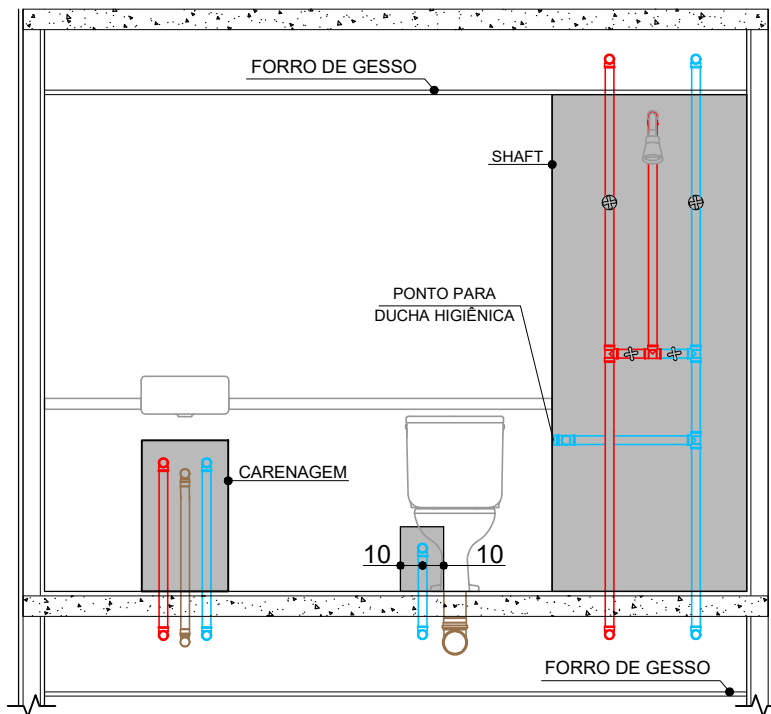 FORRO DE GESSO
SHAFT
PONTO PARA
DUCHA HIGIÊNICA
CARENAGEM
10 10
FORRO DE GESSO